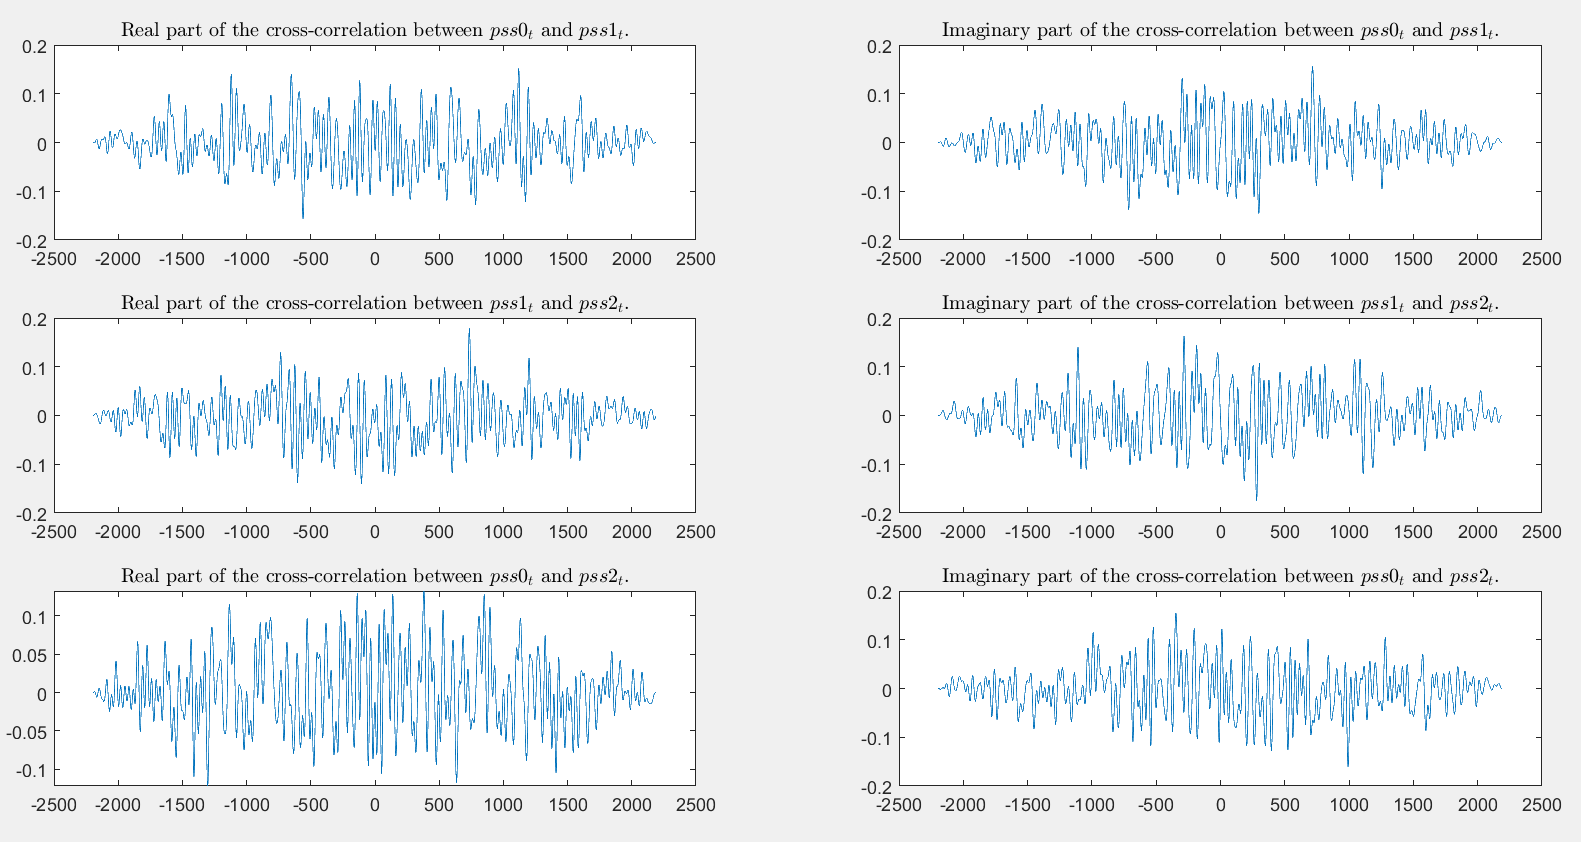 Real part of the cross-correlation between pss0t and pss1t.
0.2
0.1
0
-0.1
-0.2
-2500 -2000 -1500 -1000 -500 0 500 1000 1500 2000 2500
Imaginary part of the cross-correlation between pss0t and pss1t.
0.2
0.1
0
-0.1
-0.2
-2500 -2000 -1500 -1000 -500 0 500 1000 1500 2000 2500
Real part of the cross-correlation between pss1t and pss2t.
0.2
0.1
0
-0.1
-0.2
-2500 -2000 -1500 -1000 -500 0 500 1000 1500 2000 2500
Imaginary part of the cross-correlation between pss1t and pss2t.
0.2
0.1
0
-0.1
-0.2
-2500 -2000 -1500 -1000 -500 0 500 1000 1500 2000 2500
Real part of the cross-correlation between pss0t and pss2t.
0.1
0.05
0
-0.05
-0.1
-2500 -2000 -1500 -1000 -500 0 500 1000 1500 2000 2500
Imaginary part of the cross-correlation between pss0t and pss2t.
0.2
0.1
0
-0.1
-0.2
-2500 -2000 -1500 -1000 -500 0 500 1000 1500 2000 2500